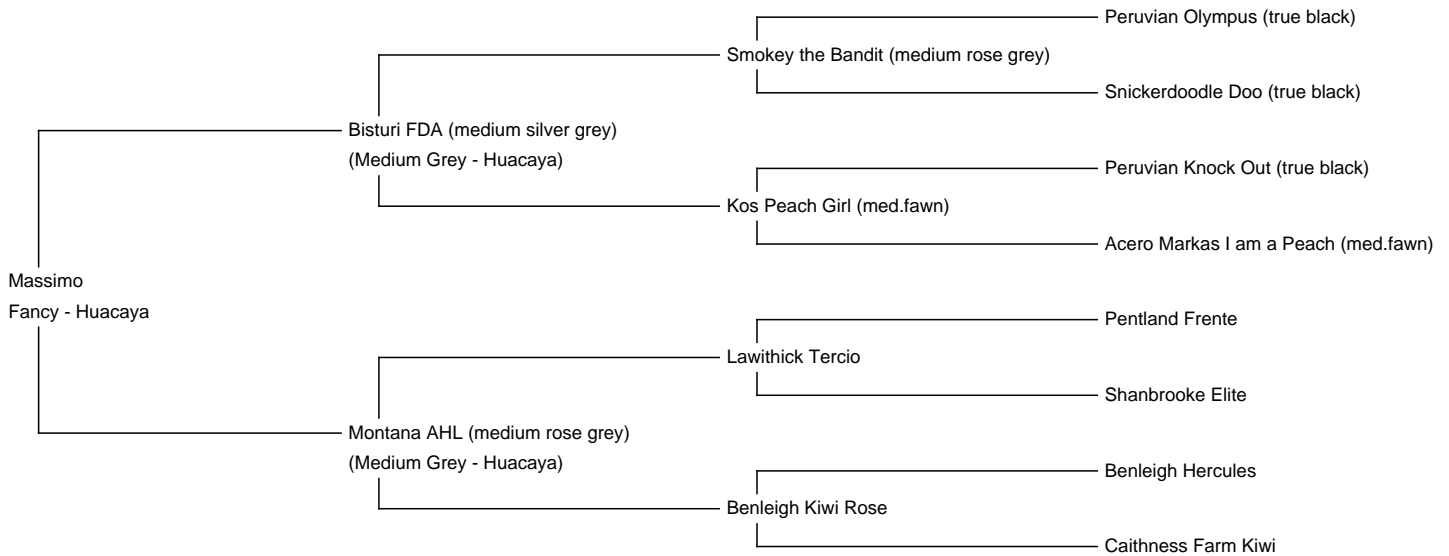 Peruvian Olympus (true black)
Smokey the Bandit (medium rose grey)
Snickerdoodle Doo (true black)
Bisturi FDA (medium silver grey)
(Medium Grey - Huacaya)
Peruvian Knock Out (true black)
Kos Peach Girl (med.fawn)
Acero Markas I am a Peach (med.fawn)
Massimo
Fancy - Huacaya
Pentland Frente
Lawithick Tercio
Shanbrooke Elite
Montana AHL (medium rose grey)
(Medium Grey - Huacaya)
Benleigh Hercules
Benleigh Kiwi Rose
Caithness Farm Kiwi